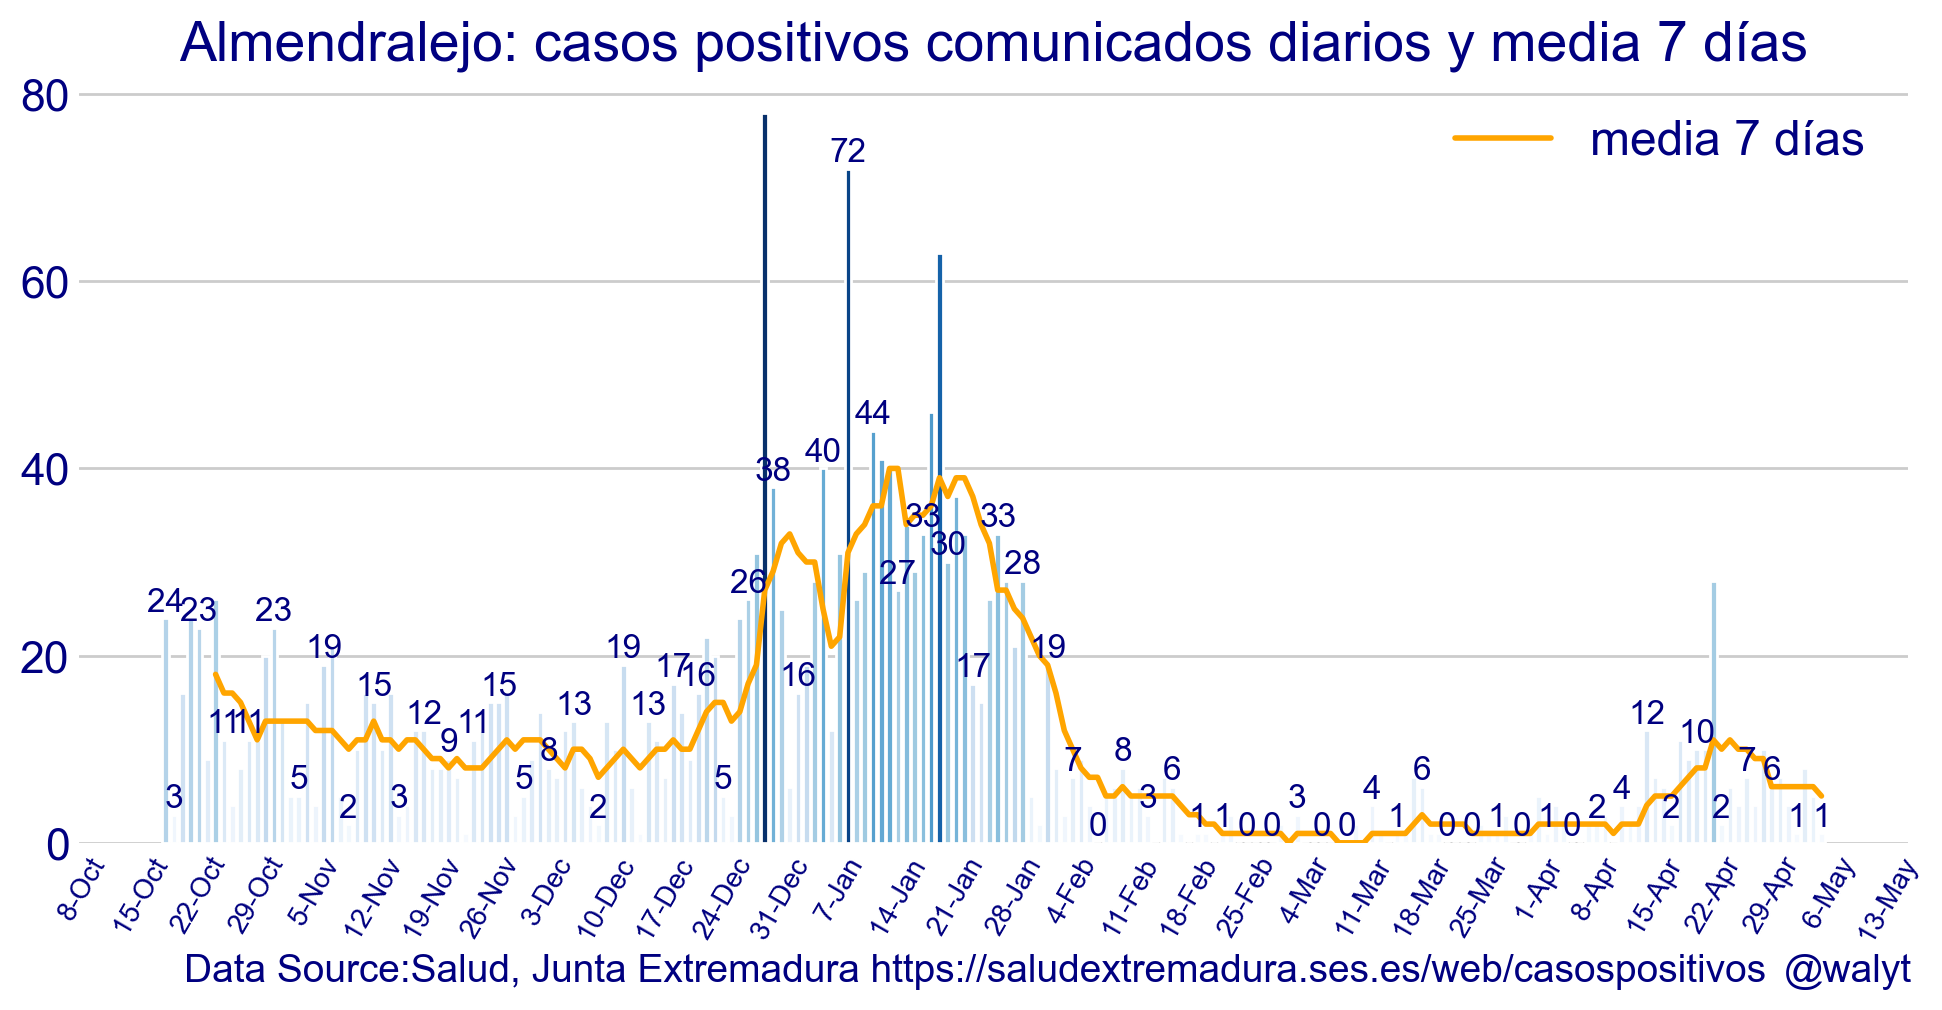 Almendralejo: casos positivos comunicados diarios y media 7 días
80
60
40
20
0
media 7 días
24
3
23
11
11
23
5
19
2
15
3
12
9
11
15
5
8
13
2
19
13
17
16
5
26
38
16
40
72
44
27
33
30
17
33
28
19
7
0
8
3
6
1
1
0
0
3
0
0
4
1
6
0
0
1
0
1
0
2
4
12
2
10
2
7
6
1
1
8-Oct
15-Oct
22-Oct
29-Oct
5-Nov
12-Nov
19-Nov
26-Nov
3-Dec
10-Dec
17-Dec
24-Dec
31-Dec
7-Jan
14-Jan
21-Jan
28-Jan
4-Feb
11-Feb
18-Feb
25-Feb
4-Mar
11-Mar
18-Mar
25-Mar
1-Apr
8-Apr
15-Apr
22-Apr
29-Apr
6-May
13-May
Data Source:Salud, Junta Extremadura https://saludextremadura.ses.es/web/casospositivos @walyt